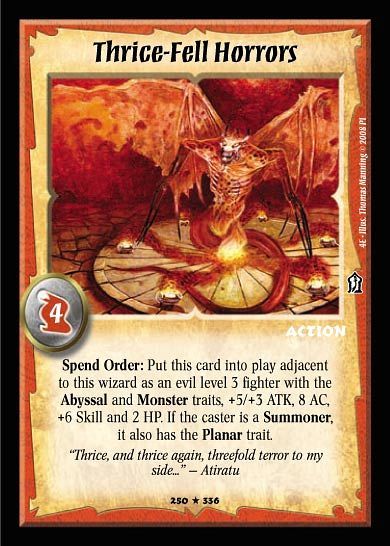 Thrice-Fell Horrors
4E · Illus. Thomas Manning © 2008 PI
4
ACTION
Spend Order: Put this card into play adjacent
to this wizard as an evil level 3 fighter with the
Abyssal and Monster traits, +5/+3 ATK, 8 AC,
+6 Skill and 2 HP. If the caster is a Summoner,
it also has the Planar trait.
"Thrice, and thrice again, threefold terror to my
side..." – Atiratu
250 ★ 336